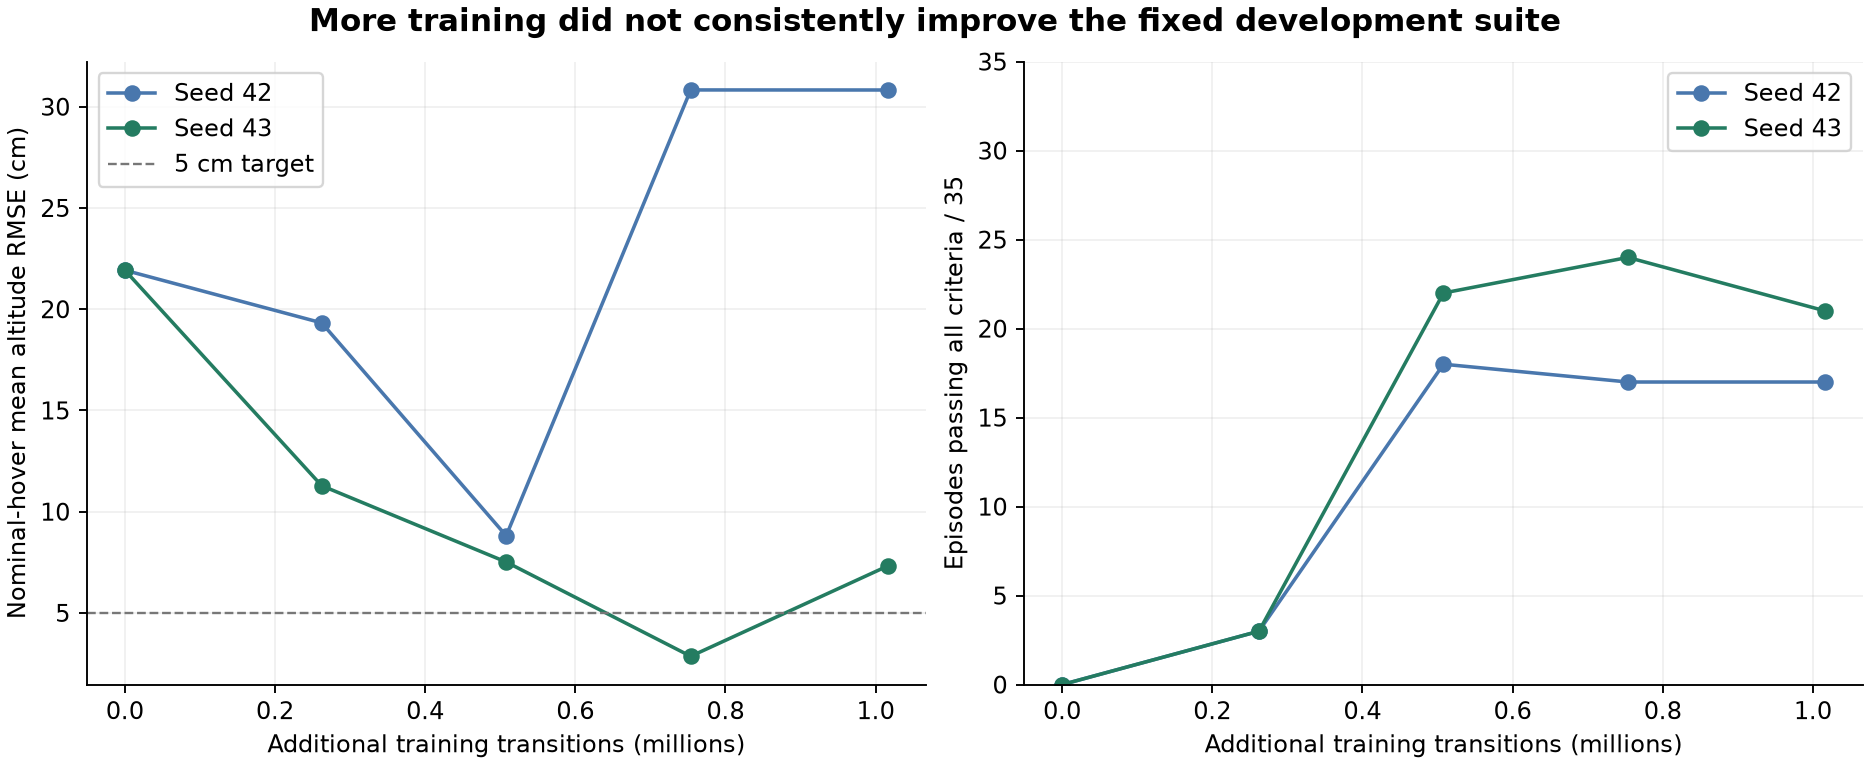 More training did not consistently improve the fixed development suite
Nominal-hover mean altitude RMSE (cm)
30
25
20
15
10
5
Seed 42
Seed 43
5 cm target
0.0
0.2
0.4
0.6
0.8
1.0
Additional training transitions (millions)
Episodes passing all criteria / 35
35
30
25
20
15
10
5
0
Seed 42
Seed 43
0.0
0.2
0.4
0.6
0.8
1.0
Additional training transitions (millions)